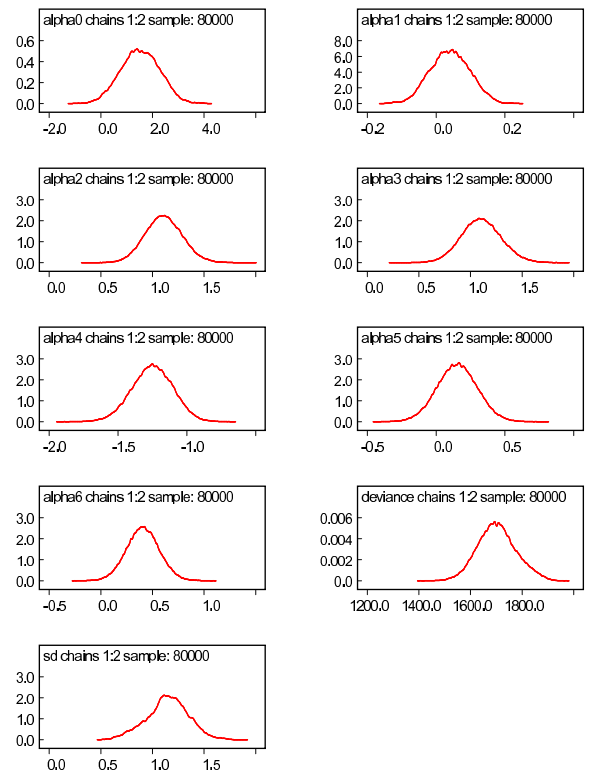 alpha0 chains 1:2 sample: 80000
0.6
0.4
0.2
0.0
-2.0 0.0 2.0 4.0
alpha1 chains 1:2 sample: 80000
8.0
6.0
4.0
2.0
0.0
-0.2 0.0 0.2
alpha2 chains 1:2 sample: 80000
3.0
2.0
1.0
0.0
0.0 0.5 1.0 1.5
alpha3 chains 1:2 sample: 80000
3.0
2.0
1.0
0.0
0.0 0.5 1.0 1.5
alpha4 chains 1:2 sample: 80000
3.0
2.0
1.0
0.0
-2.0 -1.5 -1.0
alpha5 chains 1:2 sample: 80000
3.0
2.0
1.0
0.0
-0.5 0.0 0.5
alpha6 chains 1:2 sample: 80000
3.0
2.0
1.0
0.0
-0.5 0.0 0.5 1.0
deviance chains 1:2 sample: 80000
0.006
0.004
0.002
0.0
1200.0 1400.0 1600.0 1800.0
sd chains 1:2 sample: 80000
3.0
2.0
1.0
0.0
0.0 0.5 1.0 1.5